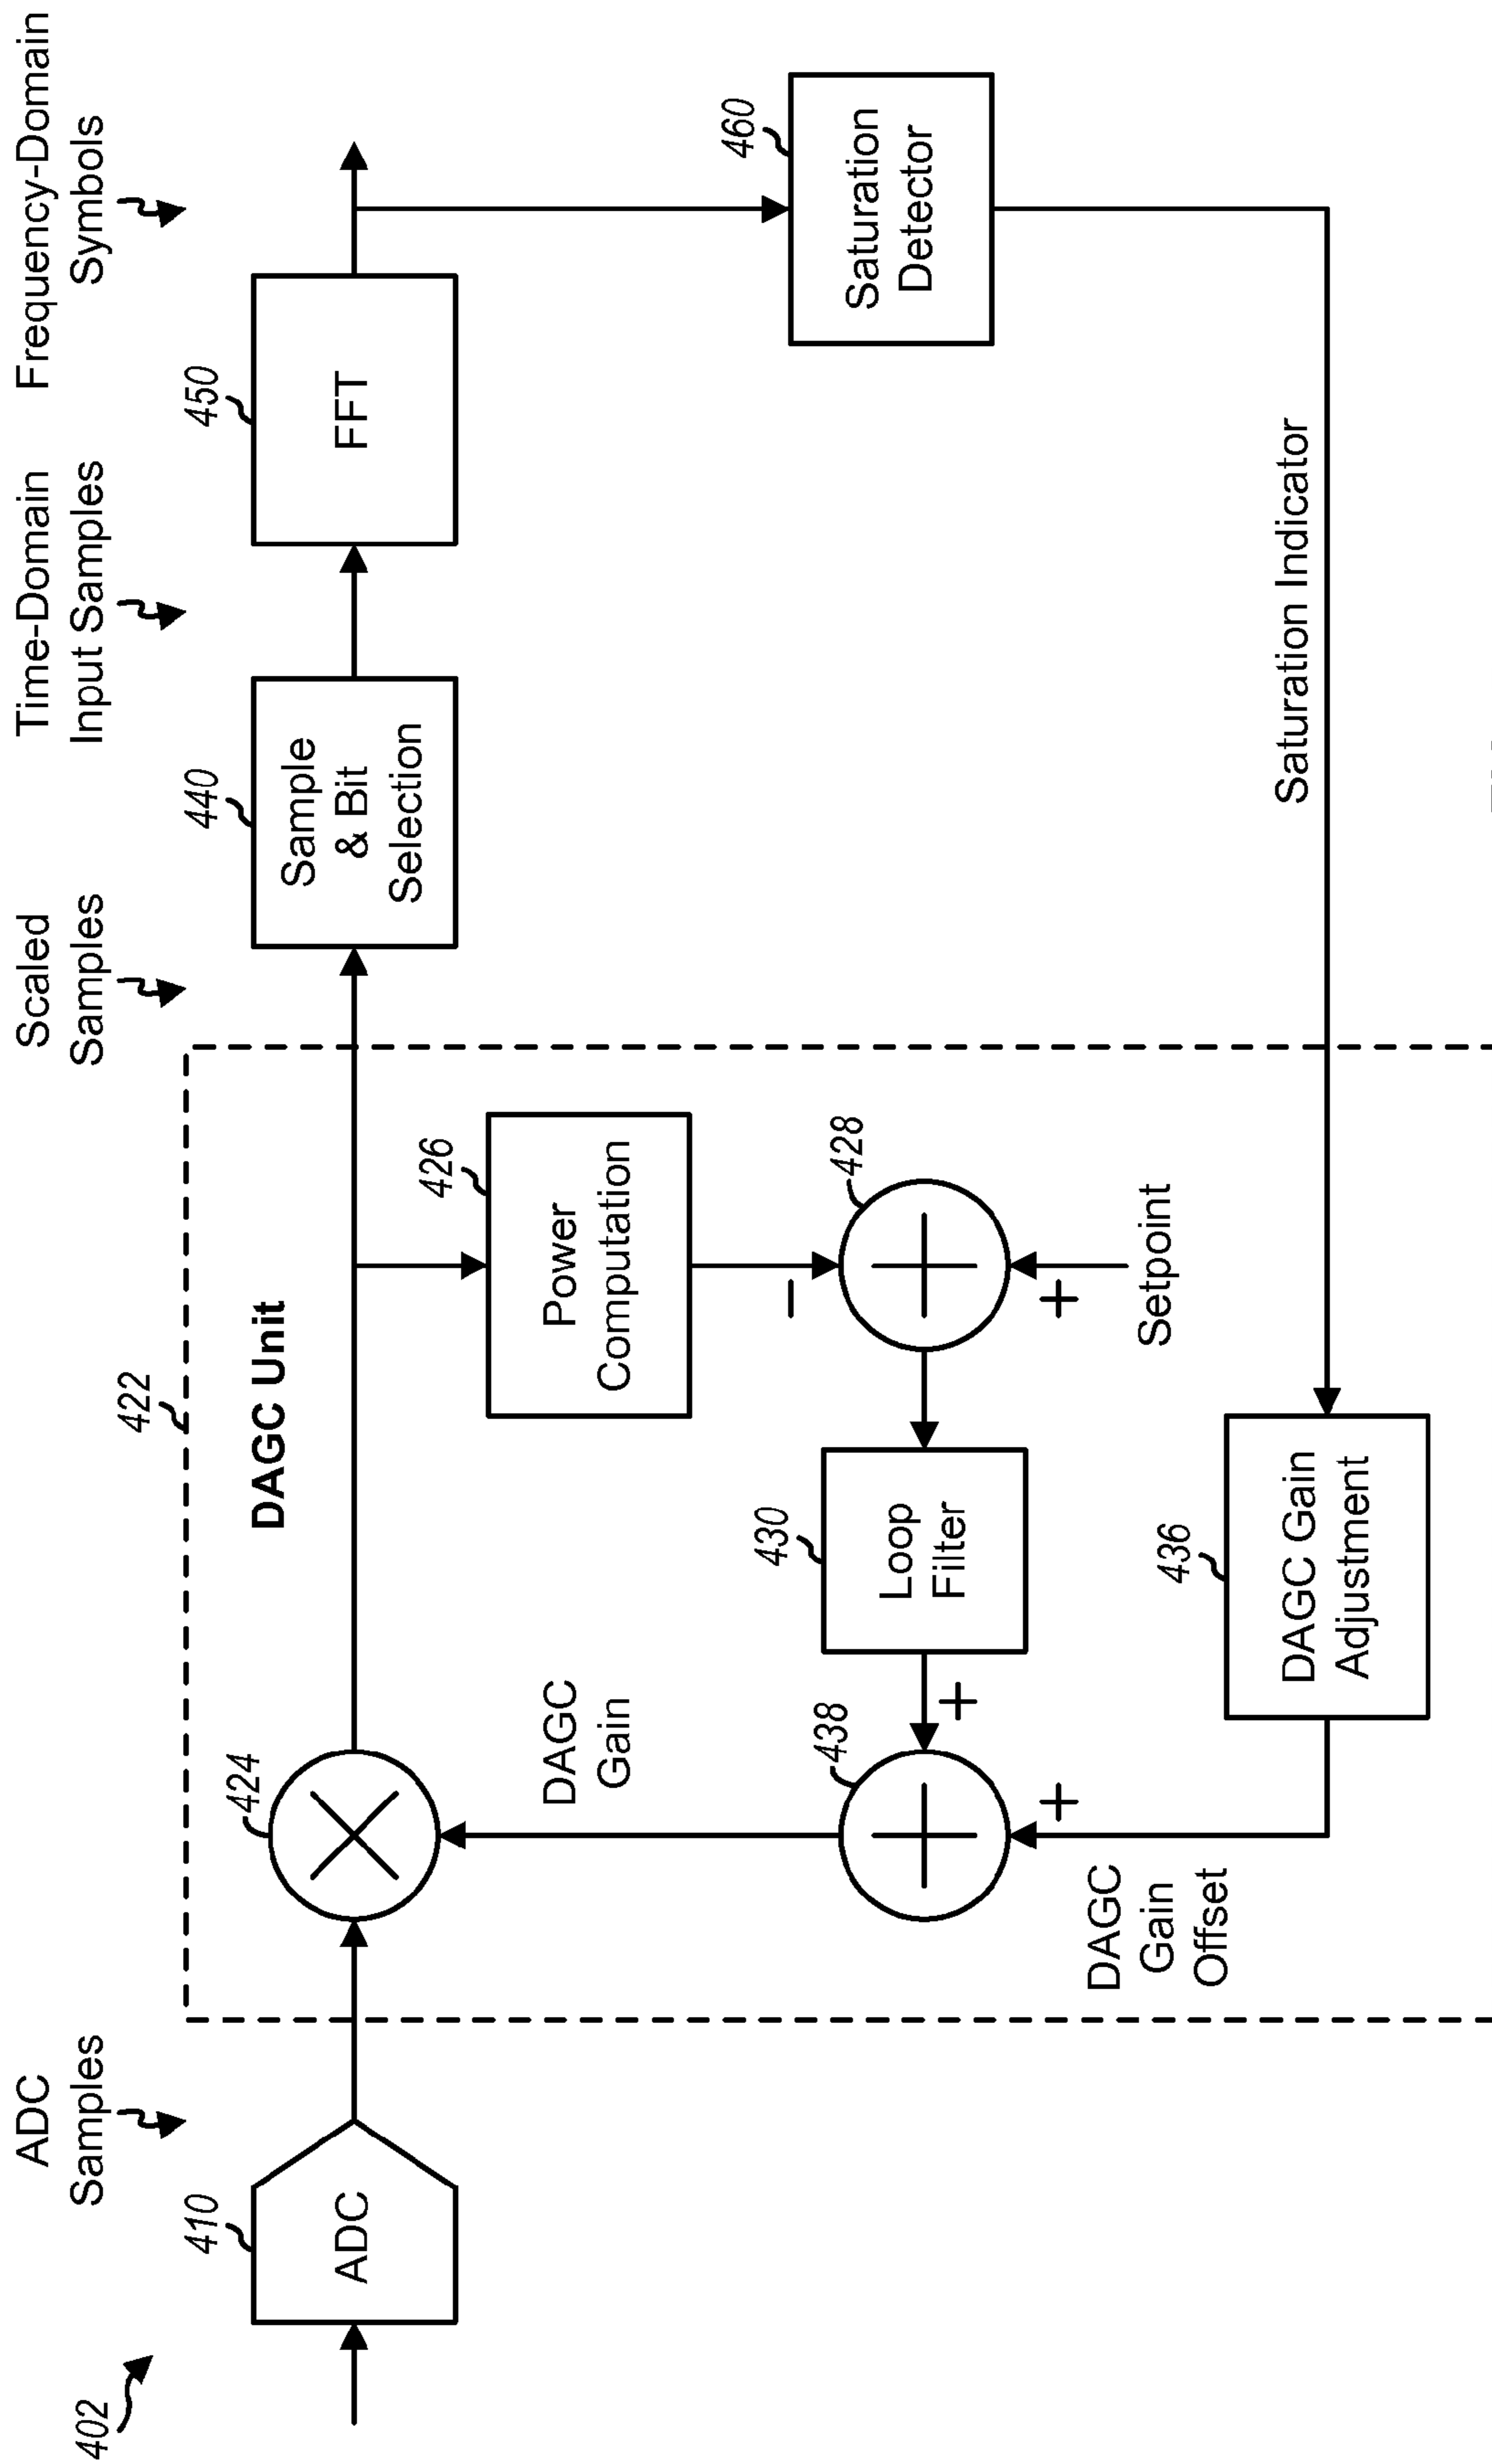 402
ADC
Samples
Scaled
Samples
Time-Domain
Input Samples
Frequency-Domain
Symbols
410
ADC
422
DAGC Unit
424
440
Sample
& Bit
Selection
450
FFT
426
Power
Computation
DAGC
Gain
460
Saturation
Detector
438
+
430
Loop
Filter
428
−
+
Setpoint
+
DAGC
Gain
Offset
436
DAGC Gain
Adjustment
Saturation Indicator